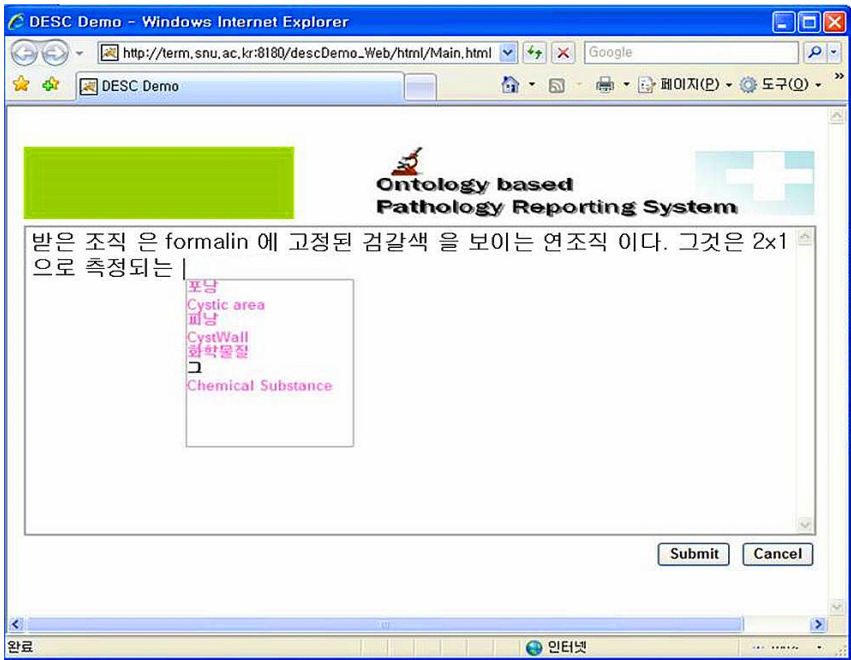 DESC Demo - Windows Internet Explorer
http://term.snu.ac.kr:8180/descDemo_Web/html/Main.html
Google
DESC Demo
페이지(P)
도구(O)
»
Ontology based
Pathology Reporting System
받은 조직 은 formalin 에 고정된 검갈색 을 보이는 연조직 이다. 그것은 2x1
으로 측정되는
포낭
Cystic area
피낭
CystWall
화학물질
그
Chemical Substance
Submit
Cancel
완료
인터넷